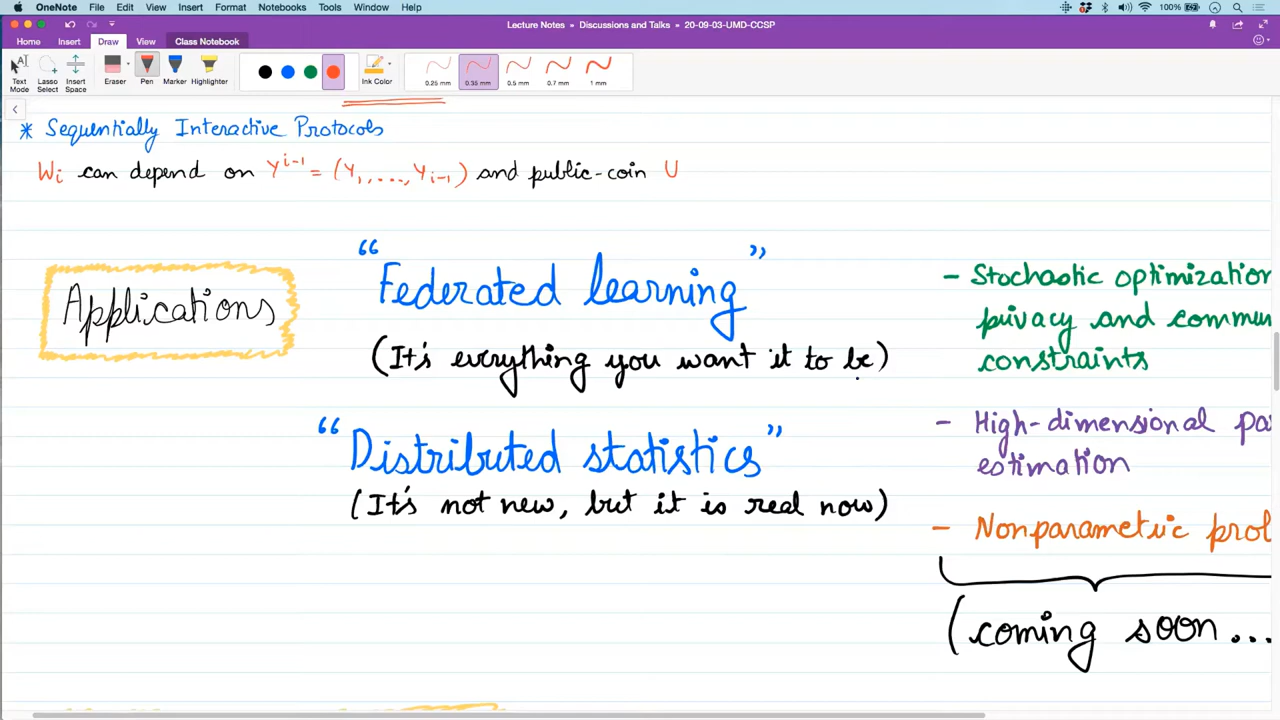 OneNote File Edit View Insert Format Notebooks Tools Window Help 100%
Lecture Notes » Discussions and Talks » 20-09-03-UMD-CCSP
Home Insert Draw View Class Notebook
Text Mode Lasso Select Insert Space Eraser Pen Marker Highlighter Ink Color 0.25 mm 0.35 mm 0.5 mm 0.7 mm 1 mm
* Sequentially Interactive Protocols
Wi can depend on Y^{i-1} = (Y_1, ..., Y_{i-1}) and public-coin U
Applications
"Federated learning"
(It's everything you want it to be)
"Distributed statistics"
(It's not new, but it is real now)
- Stochastic optimization
privacy and commun
constraints
- High-dimensional pa
estimation
- Nonparametric prob
(coming soon...